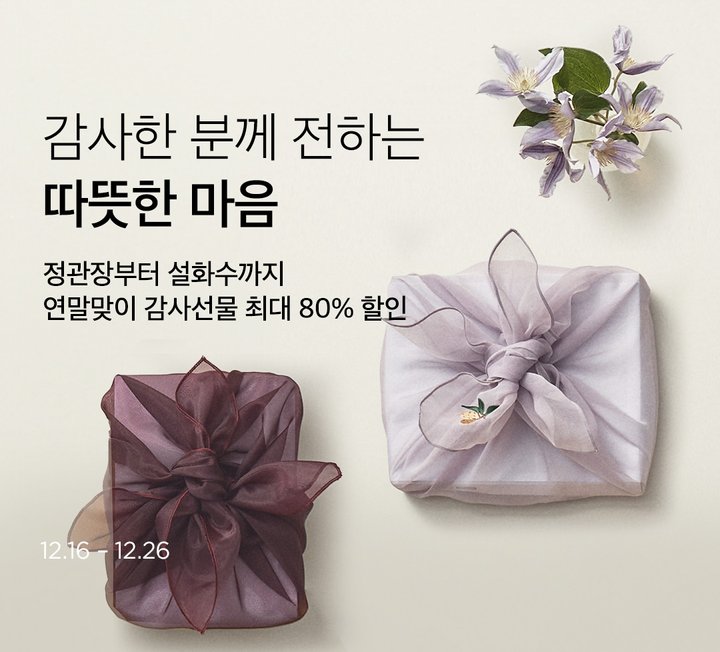 감사한 분께 전하는
따뜻한 마음
정관장부터 설화수까지
연말맞이 감사선물 최대 80% 할인
12.16 – 12.26